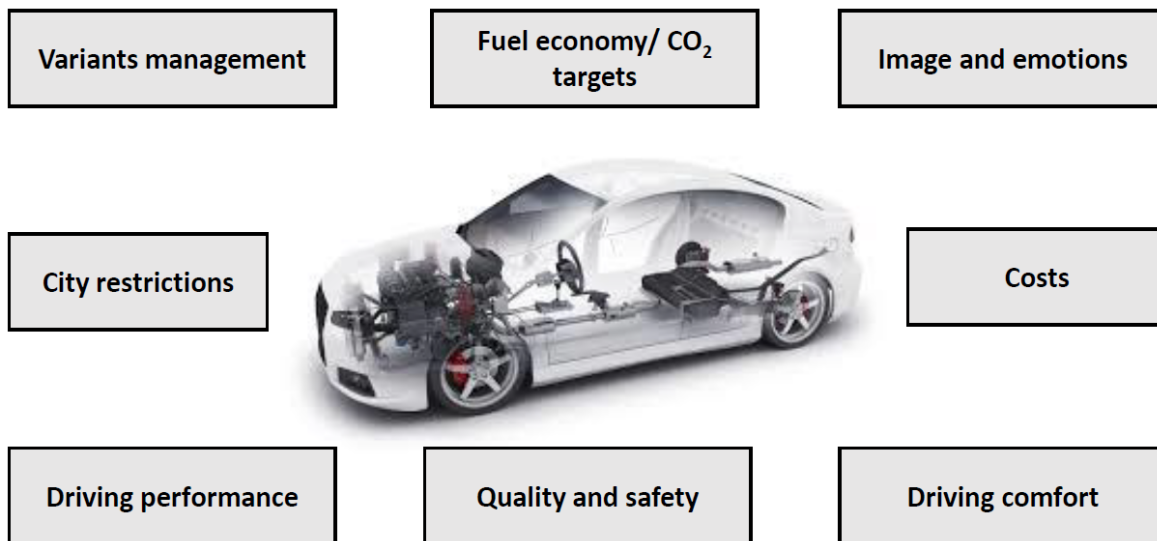 Variants management
Fuel economy/ CO₂
targets
Image and emotions
City restrictions
Costs
Driving performance
Quality and safety
Driving comfort